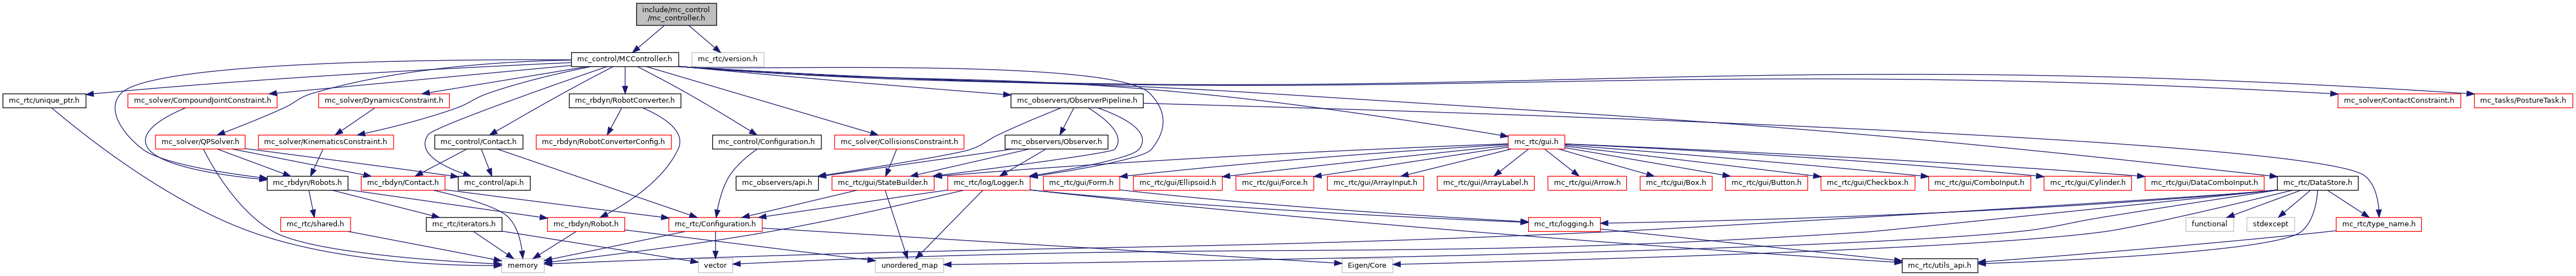 include/mc_control
/mc_controller.h
mc_control/MCController.h
mc_rtc/version.h
mc_rtc/unique_ptr.h
mc_solver/CompoundJointConstraint.h
mc_solver/DynamicsConstraint.h
mc_rbdyn/RobotConverter.h
mc_observers/ObserverPipeline.h
mc_solver/ContactConstraint.h
mc_tasks/PostureTask.h
mc_solver/QPSolver.h
mc_solver/KinematicsConstraint.h
mc_control/Contact.h
mc_rbdyn/RobotConverterConfig.h
mc_control/Configuration.h
mc_solver/CollisionsConstraint.h
mc_observers/Observer.h
mc_rtc/gui.h
mc_rbdyn/Robots.h
mc_rbdyn/Contact.h
mc_control/api.h
mc_observers/api.h
mc_rtc/gui/StateBuilder.h
mc_rtc/log/Logger.h
mc_rtc/gui/Form.h
mc_rtc/gui/Ellipsoid.h
mc_rtc/gui/Force.h
mc_rtc/gui/ArrayInput.h
mc_rtc/gui/ArrayLabel.h
mc_rtc/gui/Arrow.h
mc_rtc/gui/Box.h
mc_rtc/gui/Button.h
mc_rtc/gui/Checkbox.h
mc_rtc/gui/ComboInput.h
mc_rtc/gui/Cylinder.h
mc_rtc/gui/DataComboInput.h
mc_rtc/DataStore.h
mc_rtc/shared.h
mc_rtc/iterators.h
mc_rbdyn/Robot.h
mc_rtc/Configuration.h
mc_rtc/logging.h
functional
stdexcept
mc_rtc/type_name.h
memory
vector
unordered_map
Eigen/Core
mc_rtc/utils_api.h